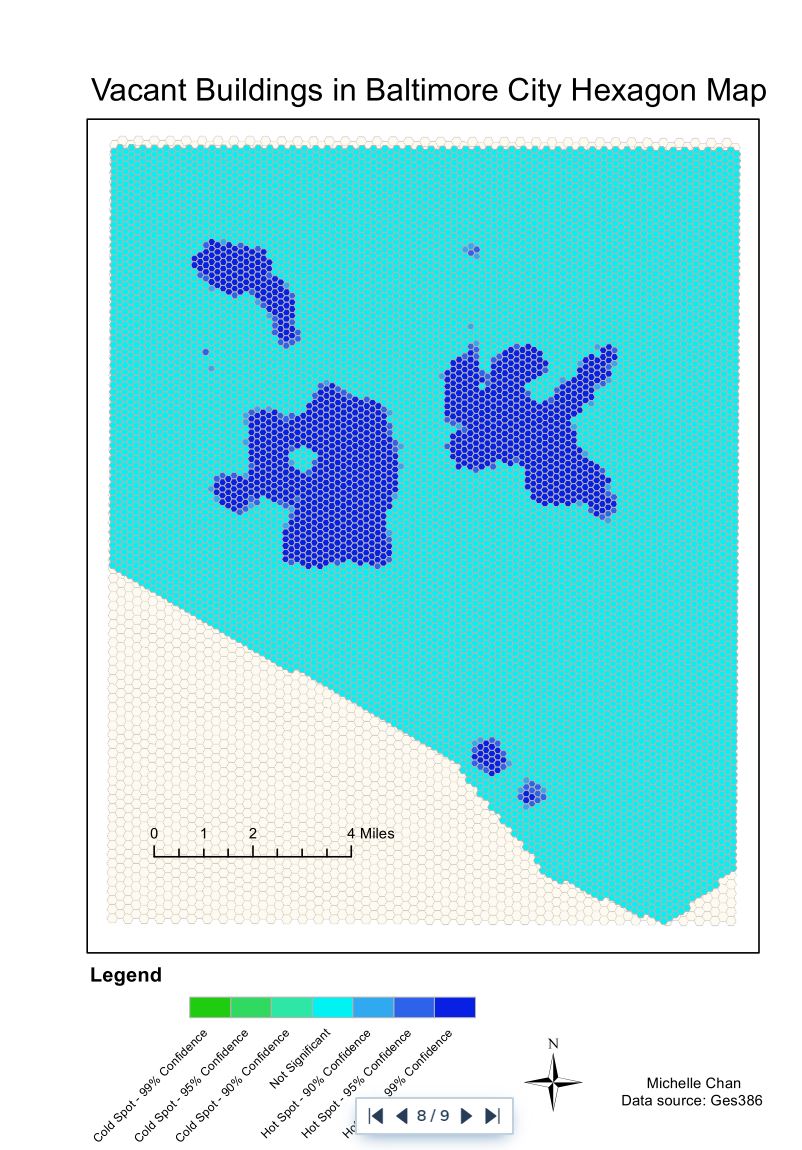 Vacant Buildings in Baltimore City Hexagon Map
0 1 2 4 Miles
Legend
Cold Spot - 99% Confidence
Cold Spot - 95% Confidence
Cold Spot - 90% Confidence
Not Significant
Hot Spot - 90% Confidence
Hot Spot - 95% Confidence
99% Confidence
N
Michelle Chan
Data source: Ges386
8 / 9